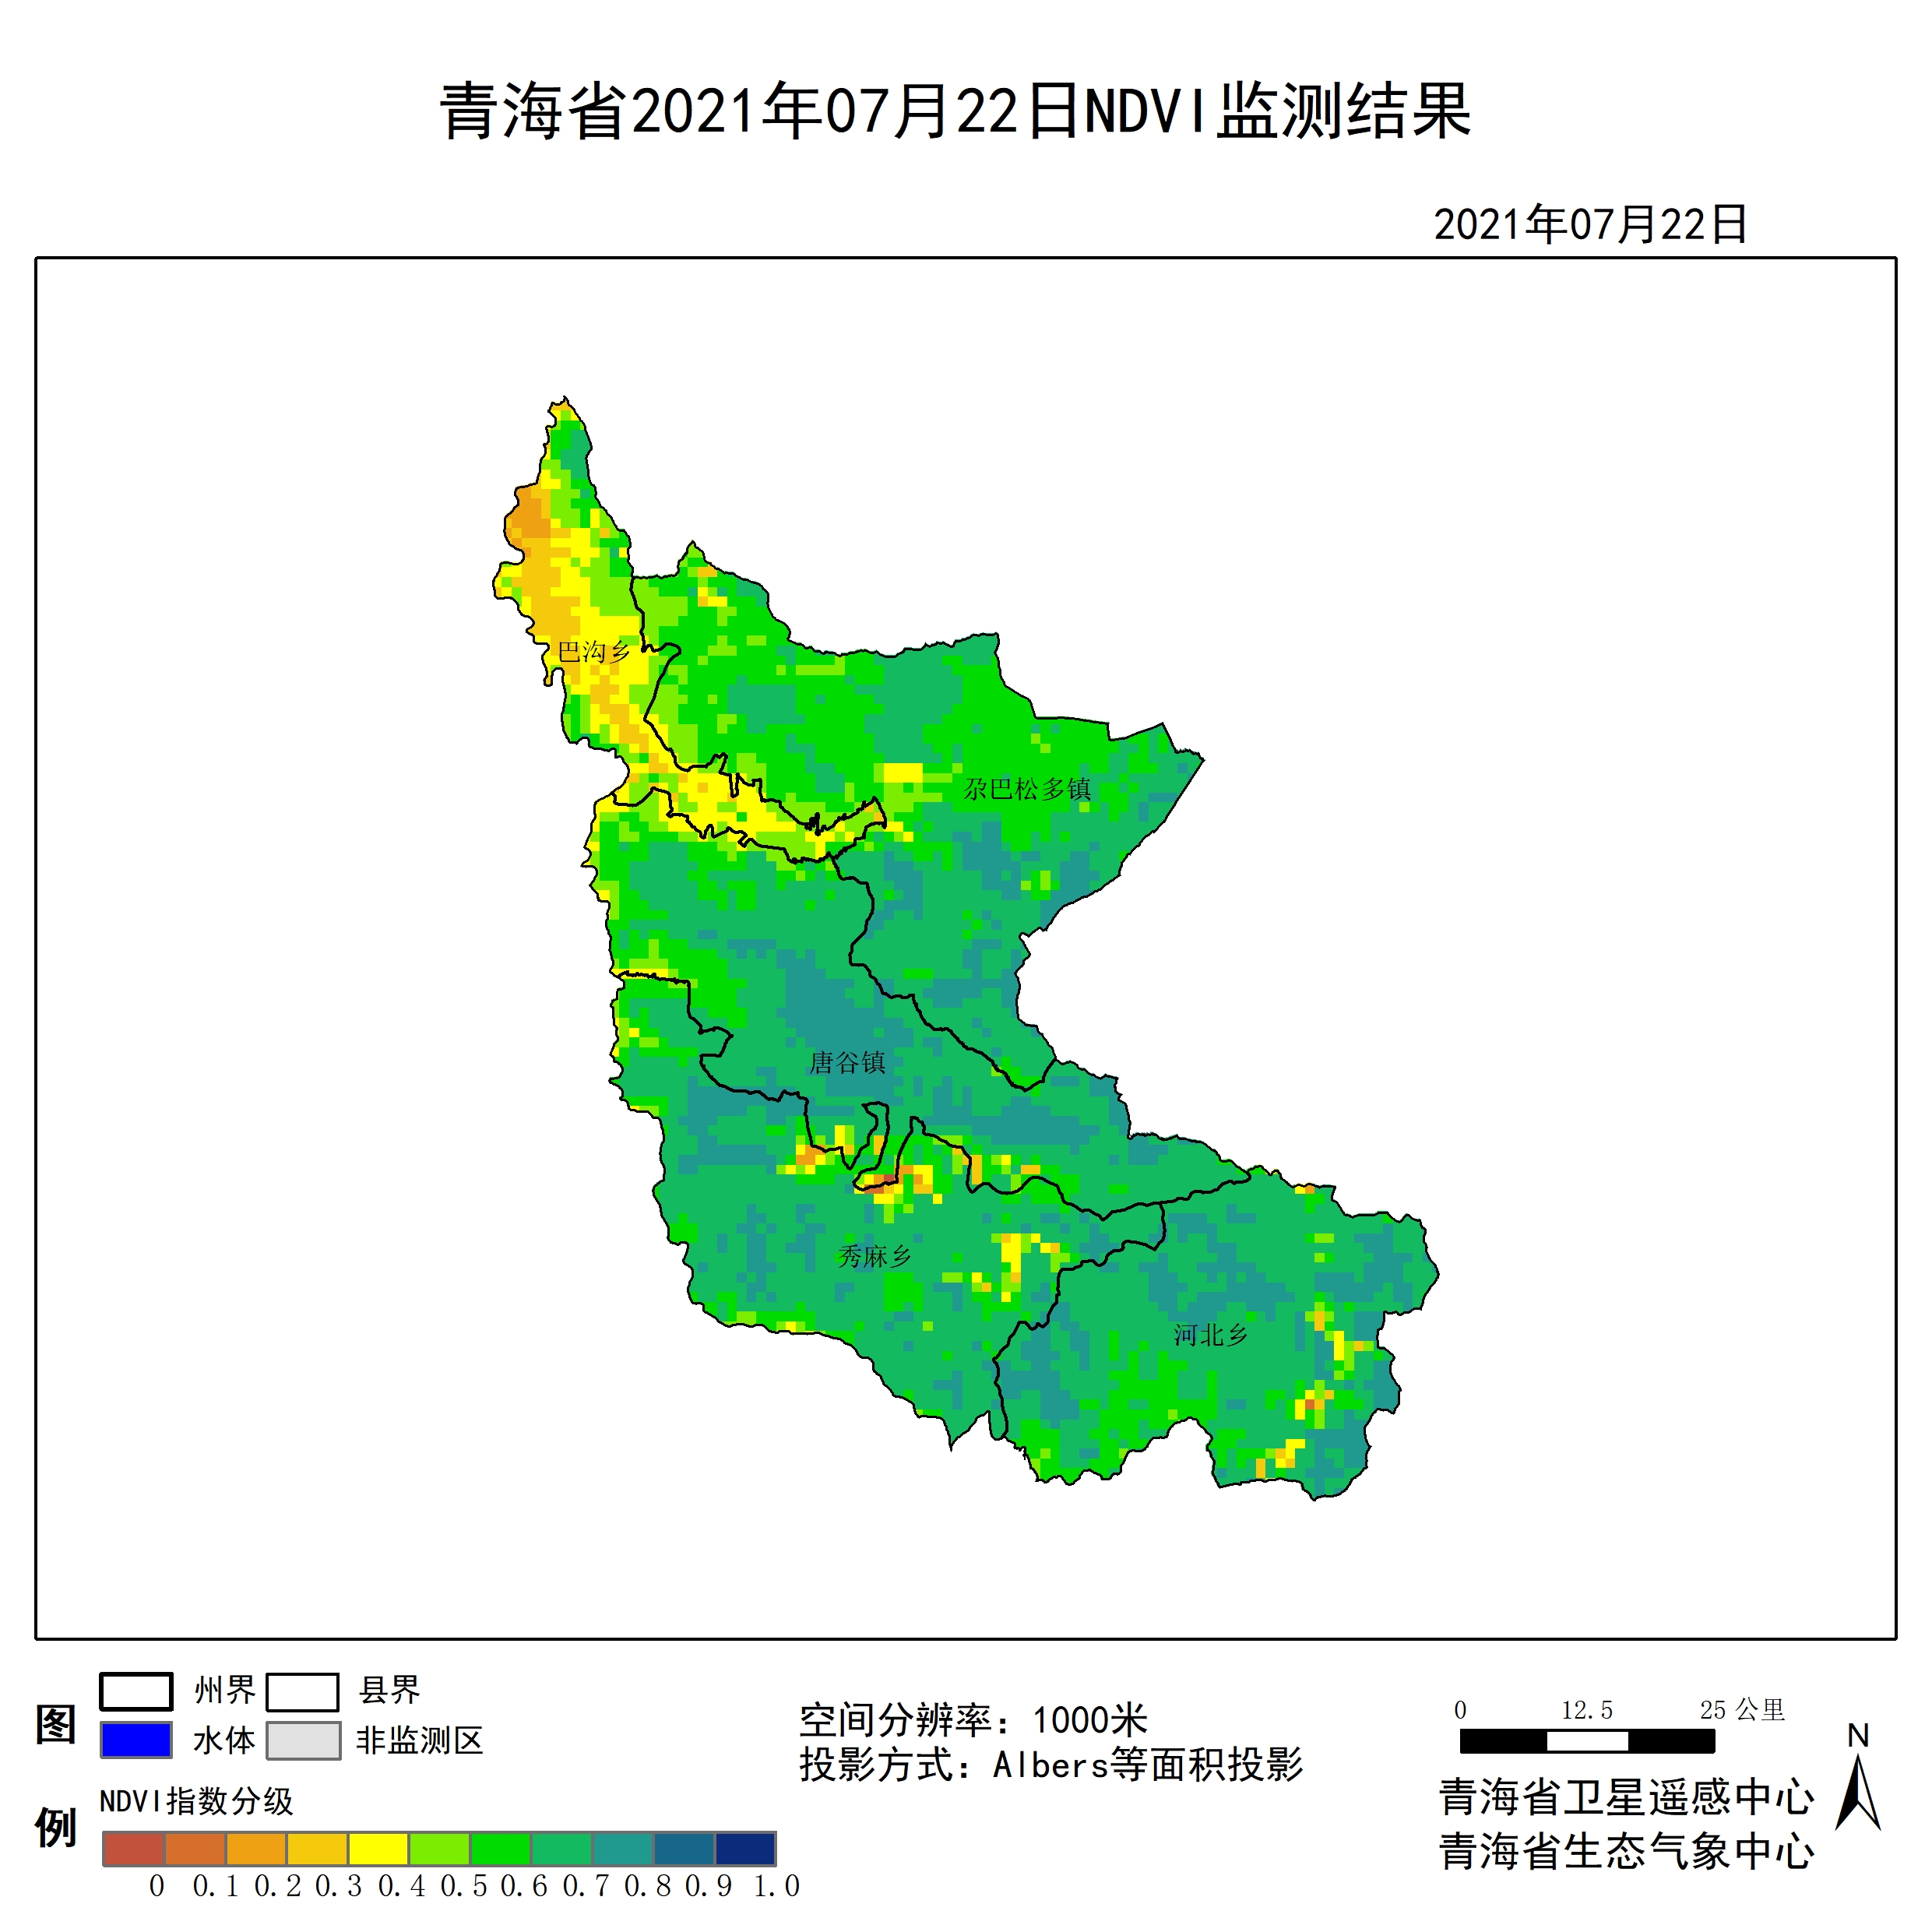 青海省2021年07月22日NDVI监测结果
2021年07月22日
巴沟乡
尕巴松多镇
唐谷镇
秀麻乡
河北乡
图例
州界
县界
水体
非监测区
NDVI指数分级
0 0.1 0.2 0.3 0.4 0.5 0.6 0.7 0.8 0.9 1.0
空间分辨率：1000米
投影方式：Albers等面积投影
0 12.5 25 公里
N
青海省卫星遥感中心
青海省生态气象中心